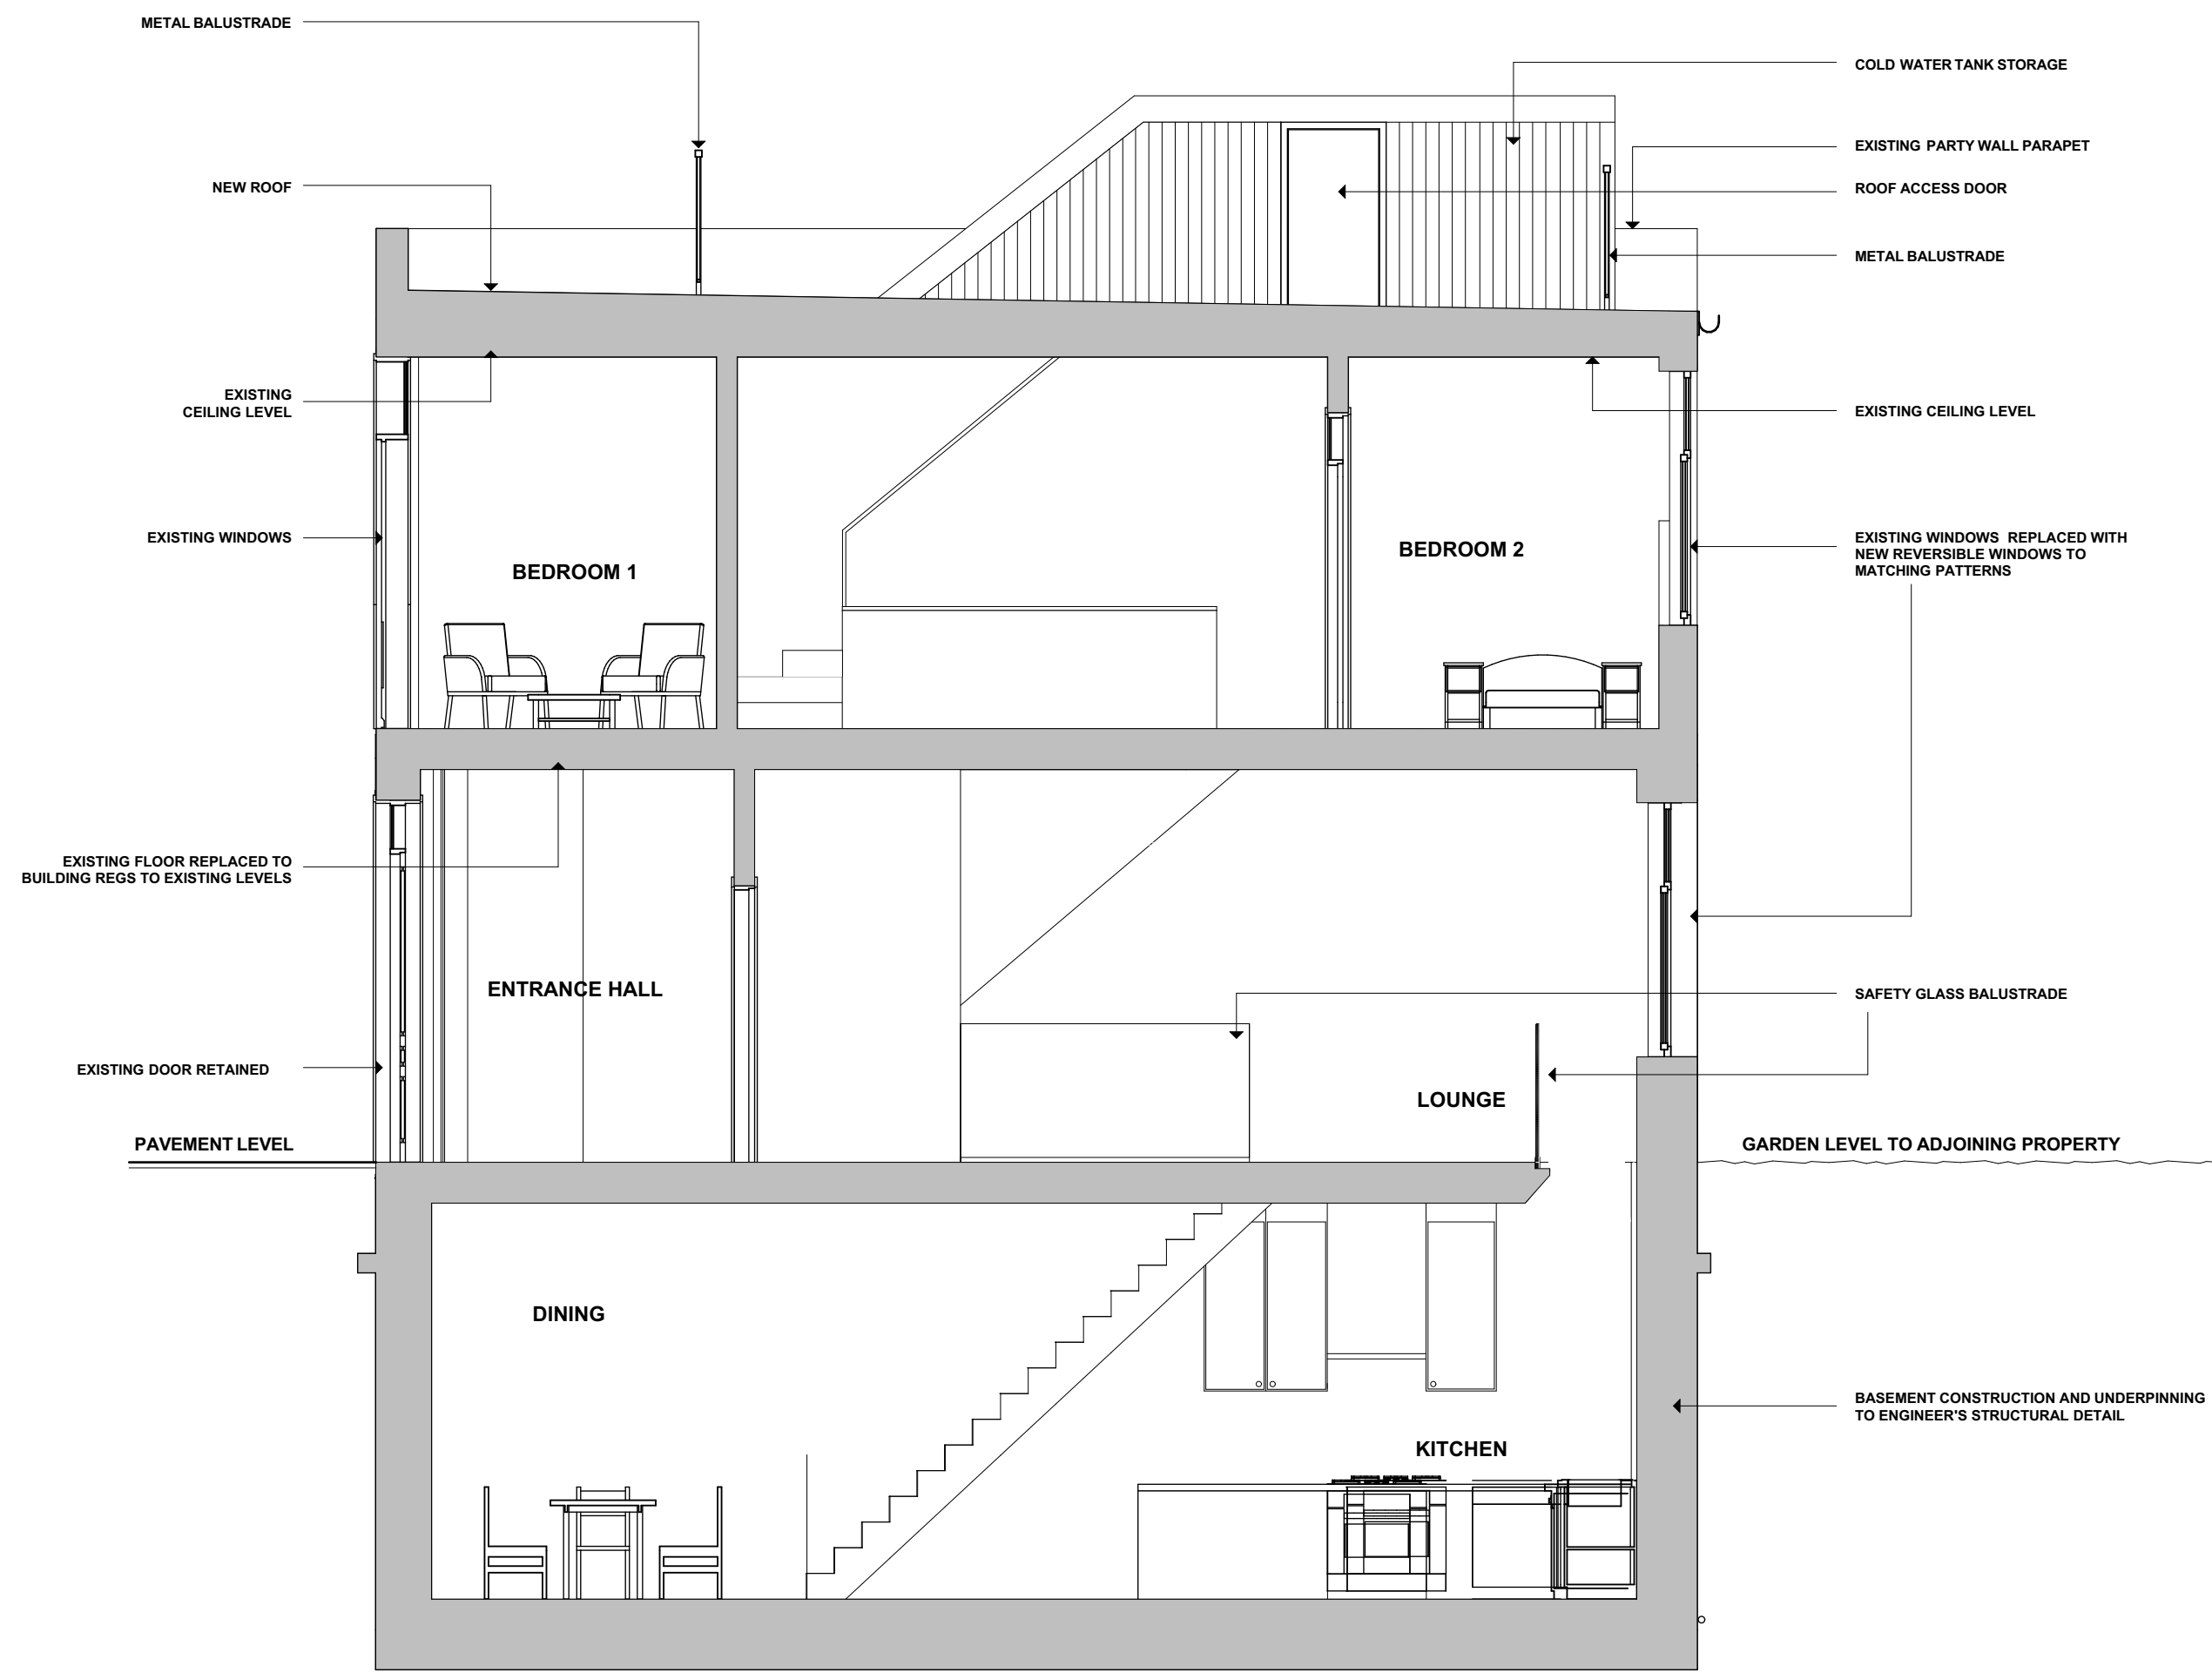 METAL BALUSTRADE
COLD WATER TANK STORAGE
EXISTING PARTY WALL PARAPET
NEW ROOF
ROOF ACCESS DOOR
METAL BALUSTRADE
EXISTING
CEILING LEVEL
EXISTING CEILING LEVEL
EXISTING WINDOWS
BEDROOM 1
BEDROOM 2
EXISTING WINDOWS REPLACED WITH
NEW REVERSIBLE WINDOWS TO
MATCHING PATTERNS
EXISTING FLOOR REPLACED TO
BUILDING REGS TO EXISTING LEVELS
ENTRANCE HALL
SAFETY GLASS BALUSTRADE
EXISTING DOOR RETAINED
LOUNGE
PAVEMENT LEVEL
GARDEN LEVEL TO ADJOINING PROPERTY
DINING
BASEMENT CONSTRUCTION AND UNDERPINNING
TO ENGINEER'S STRUCTURAL DETAIL
KITCHEN